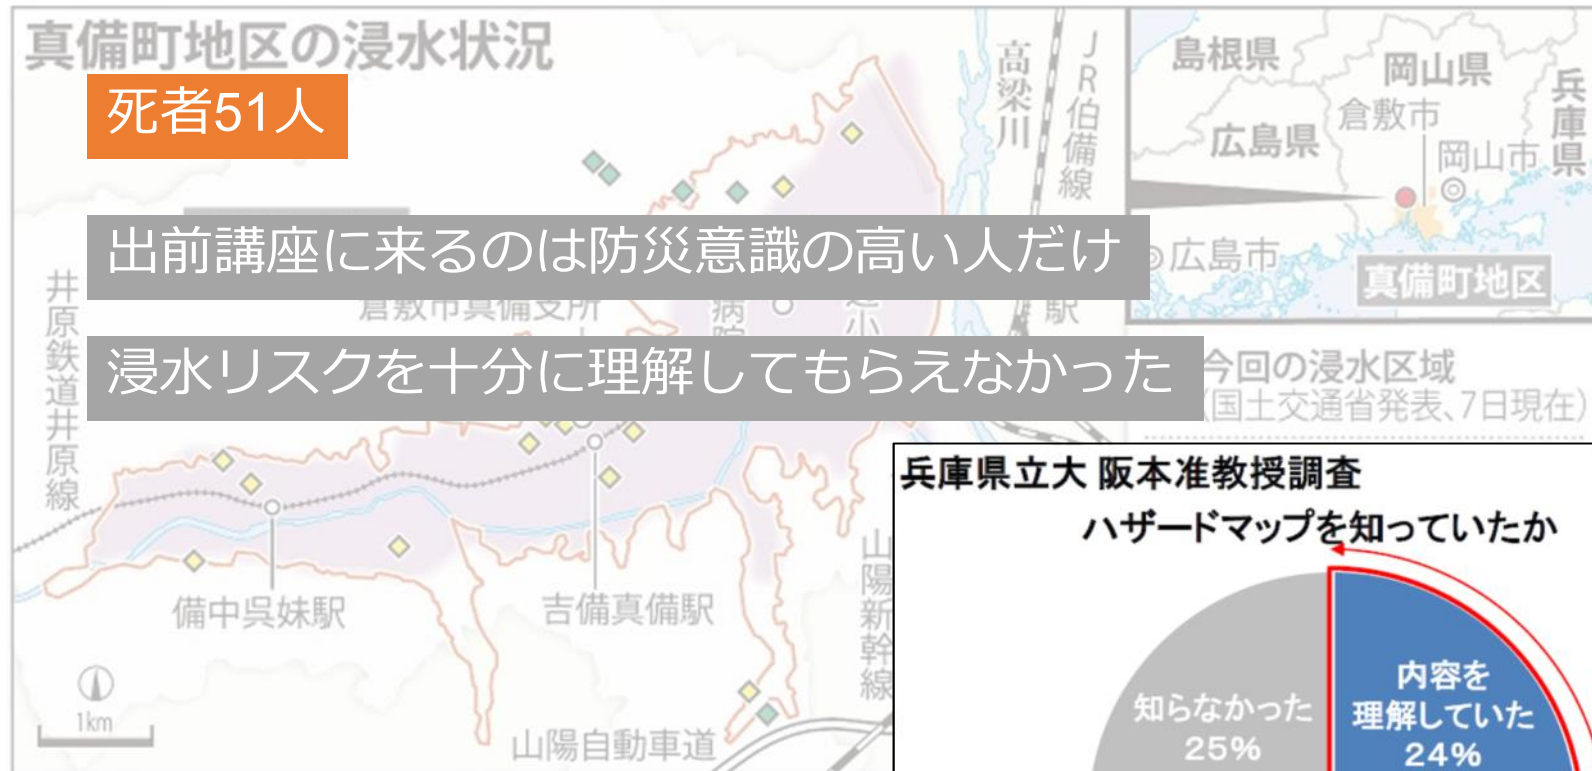 真備町地区の浸水状況
死者51人
出前講座に来るのは防災意識の高い人だけ
浸水リスクを十分に理解してもらえなかった
倉敷市真備支所
井原鉄道井原線
備中呉妹駅
吉備真備駅
1km
山陽自動車道
山陽新幹線
高梁川
JR伯備線
駅
島根県
岡山県
兵庫県
広島県
倉敷市
岡山市
広島市
真備町地区
今回の浸水区域
(国土交通省発表、7日現在)
兵庫県立大 阪本准教授調査
ハザードマップを知っていたか
知らなかった
25%
内容を
理解していた
24%